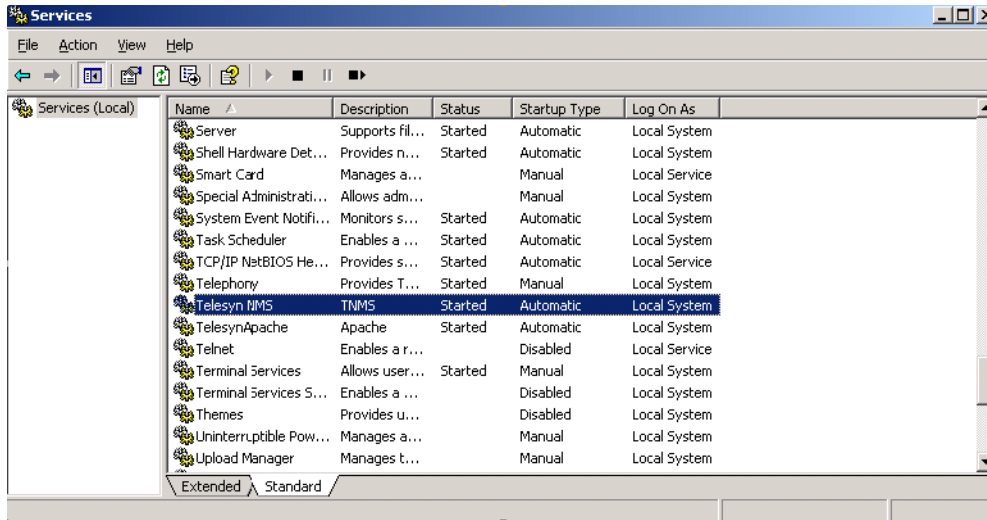 Services
File Action View Help
Services (Local)
Name Description Status Startup Type Log On As
Server Supports fil... Started Automatic Local System
Shell Hardware Det... Provides n... Started Automatic Local System
Smart Card Manages a... Manual Local Service
Special Administrati... Allows adm... Manual Local System
System Event Notifi... Monitors s... Started Automatic Local System
Task Scheduler Enables a ... Started Automatic Local System
TCP/IP NetBIOS He... Provides s... Started Automatic Local Service
Telephony Provides T... Started Manual Local System
Telesyn NMS TNMS Started Automatic Local System
TelesynApache Apache Started Automatic Local System
Telnet Enables a r... Disabled Local Service
Terminal Services Allows user... Started Manual Local System
Terminal Services S... Enables a ... Disabled Local System
Themes Provides u... Disabled Local System
Uninterruptible Pow... Manages a... Manual Local System
Upload Manager Manages t... Manual Local System
Extended Standard